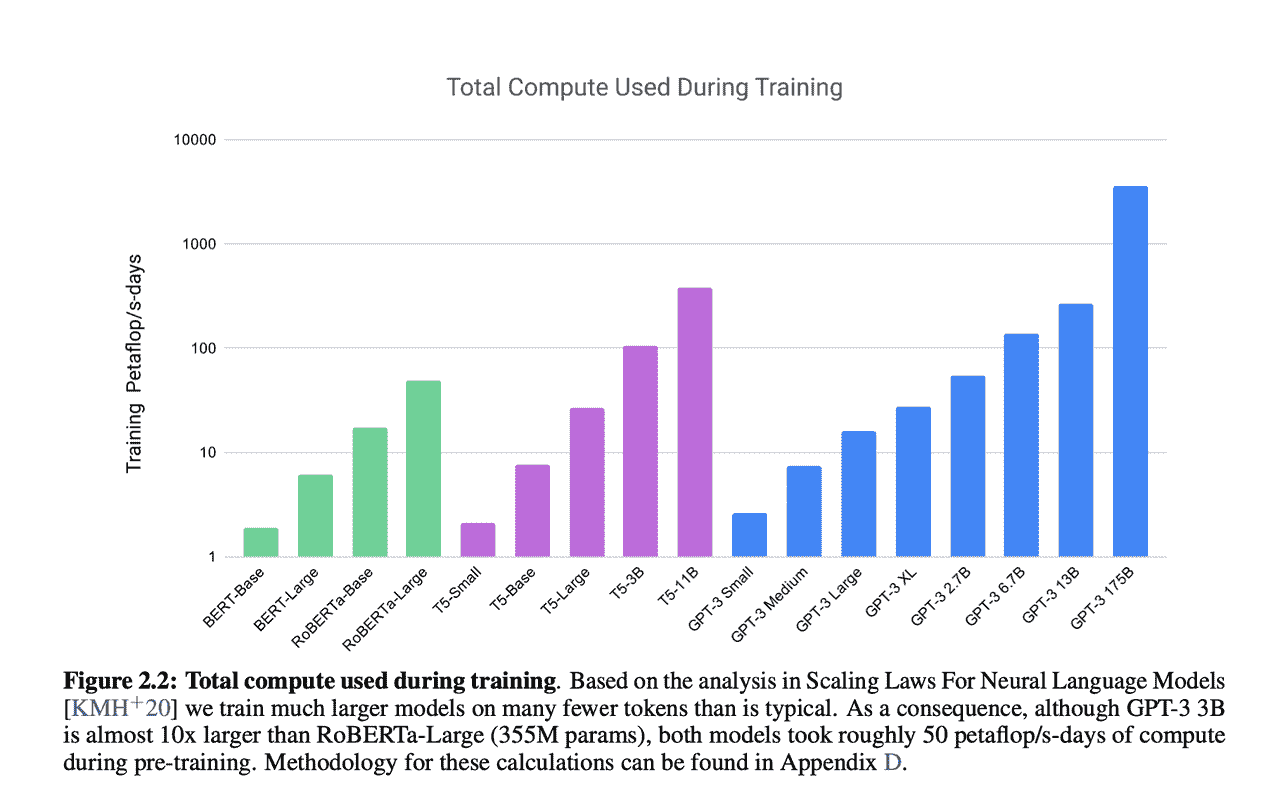 Total Compute Used During Training
10000
1000
100
10
1
Training Petaflop/s-days
BERT-Base
BERT-Large
RoBERTa-Base
RoBERTa-Large
T5-Small
T5-Base
T5-Large
T5-3B
T5-11B
GPT-3 Small
GPT-3 Medium
GPT-3 Large
GPT-3 XL
GPT-3 2.7B
GPT-3 6.7B
GPT-3 13B
GPT-3 175B
Figure 2.2: Total compute used during training. Based on the analysis in Scaling Laws For Neural Language Models
[KMH+20] we train much larger models on many fewer tokens than is typical. As a consequence, although GPT-3 3B
is almost 10x larger than RoBERTa-Large (355M params), both models took roughly 50 petaflop/s-days of compute
during pre-training. Methodology for these calculations can be found in Appendix D.